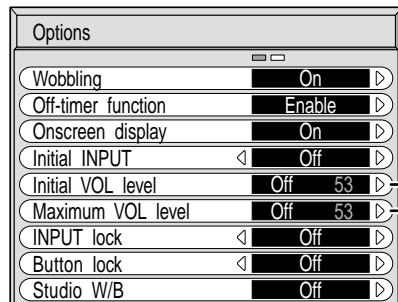 Options
Wobbling On
Off-timer function Enable
Onscreen display On
Initial INPUT Off
Initial VOL level Off 53
Maximum VOL level Off 53
INPUT lock Off
Button lock Off
Studio W/B Off